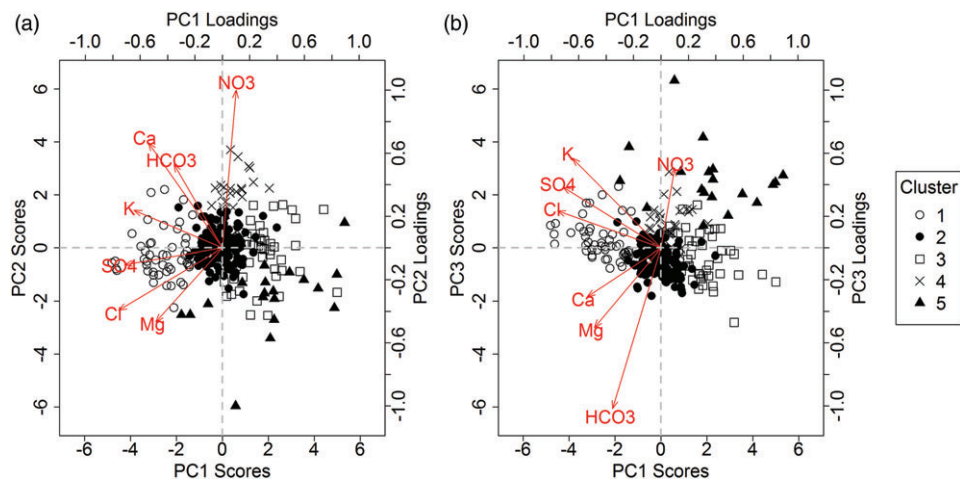 (a) PC1 Loadings
-1.0 -0.6 -0.2 0.2 0.6 1.0
PC2 Scores
6
4
2
0
-2
-4
-6
NO3
Ca
HCO3
K
SO4
Cl
Mg
1.0
0.6
0.2
-0.2
-0.6
-1.0
PC2 Loadings
-6 -4 -2 0 2 4 6
PC1 Scores
(b) PC1 Loadings
-1.0 -0.6 -0.2 0.2 0.6 1.0
PC3 Scores
6
4
2
0
-2
-4
-6
K
NO3
SO4
Cl
Ca
Mg
HCO3
1.0
0.6
0.2
-0.2
-0.6
-1.0
PC3 Loadings
-6 -4 -2 0 2 4 6
PC1 Scores
Cluster
1
2
3
4
5